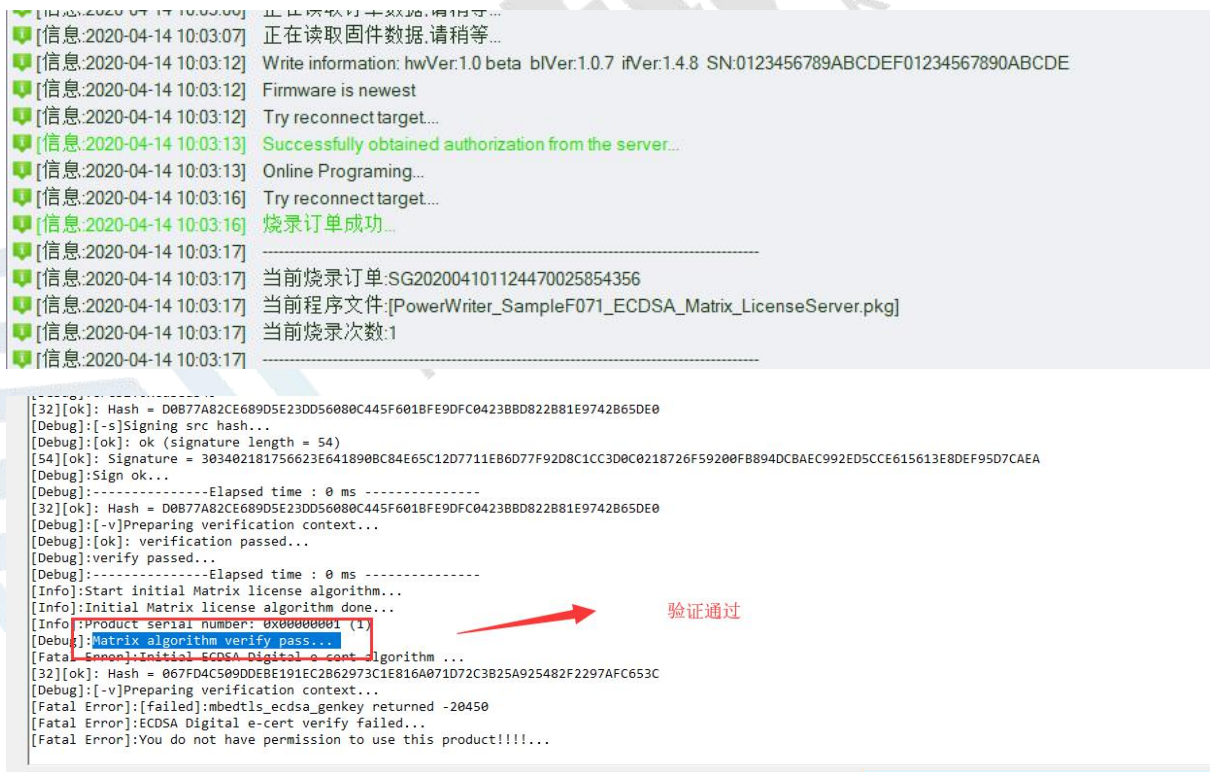 [信息:2020-04-14 10:03:07] 正在读取固件数据,请稍等...
[信息:2020-04-14 10:03:12] Write information: hwVer:1.0 beta blVer:1.0.7 ifVer:1.4.8 SN:0123456789ABCDEF01234567890ABCDE
[信息:2020-04-14 10:03:12] Firmware is newest
[信息:2020-04-14 10:03:12] Try reconnect target....
[信息:2020-04-14 10:03:13] Successfully obtained authorization from the server...
[信息:2020-04-14 10:03:13] Online Programing...
[信息:2020-04-14 10:03:16] Try reconnect target....
[信息:2020-04-14 10:03:16] 烧录订单成功...
[信息:2020-04-14 10:03:17] ------------------------------------------------------------------------------------------
[信息:2020-04-14 10:03:17] 当前烧录订单:SG202004101124470025854356
[信息:2020-04-14 10:03:17] 当前程序文件:[PowerWriter_SampleF071_ECDSA_Matrix_LicenseServer.pkg]
[信息:2020-04-14 10:03:17] 当前烧录次数:1
[信息:2020-04-14 10:03:17] ------------------------------------------------------------------------------------------
[32][ok]: Hash = D0B77A82CE689D5E23DD56080C445F601BFE9DFC0423BBD822B81E9742B65DE0
[Debug]:[-s]Signing src hash...
[Debug]:[ok]: ok (signature length = 54)
[54][ok]: Signature = 303402181756623E641890BC84E65C12D7711EB6D77F92D8C1CC3D0C0218726F59200FB894DCBAEC992ED5CCE615613E8DEF95D7CAEA
[Debug]:Sign ok...
[Debug]:---------------Elapsed time : 0 ms ---------------
[32][ok]: Hash = D0B77A82CE689D5E23DD56080C445F601BFE9DFC0423BBD822B81E9742B65DE0
[Debug]:[-v]Preparing verification context...
[Debug]:[ok]: verification passed...
[Debug]:verify passed...
[Debug]:---------------Elapsed time : 0 ms ---------------
[Info]:Start initial Matrix license algorithm...
[Info]:Initial Matrix license algorithm done...
[Info]:Product serial number: 0x00000001 (1)
[Debug]:Matrix algorithm verify pass...
验证通过
[Fatal Error]:Initial ECDSA Digital e-cert algorithm ...
[32][ok]: Hash = 067FD4C509DDEBE191EC2B62973C1E816A071D72C3B25A925482F2297AFC653C
[Debug]:[-v]Preparing verification context...
[Fatal Error]:[failed]:mbedtls_ecdsa_genkey returned -20450
[Fatal Error]:ECDSA Digital e-cert verify failed...
[Fatal Error]:You do not have permission to use this product!!!!...